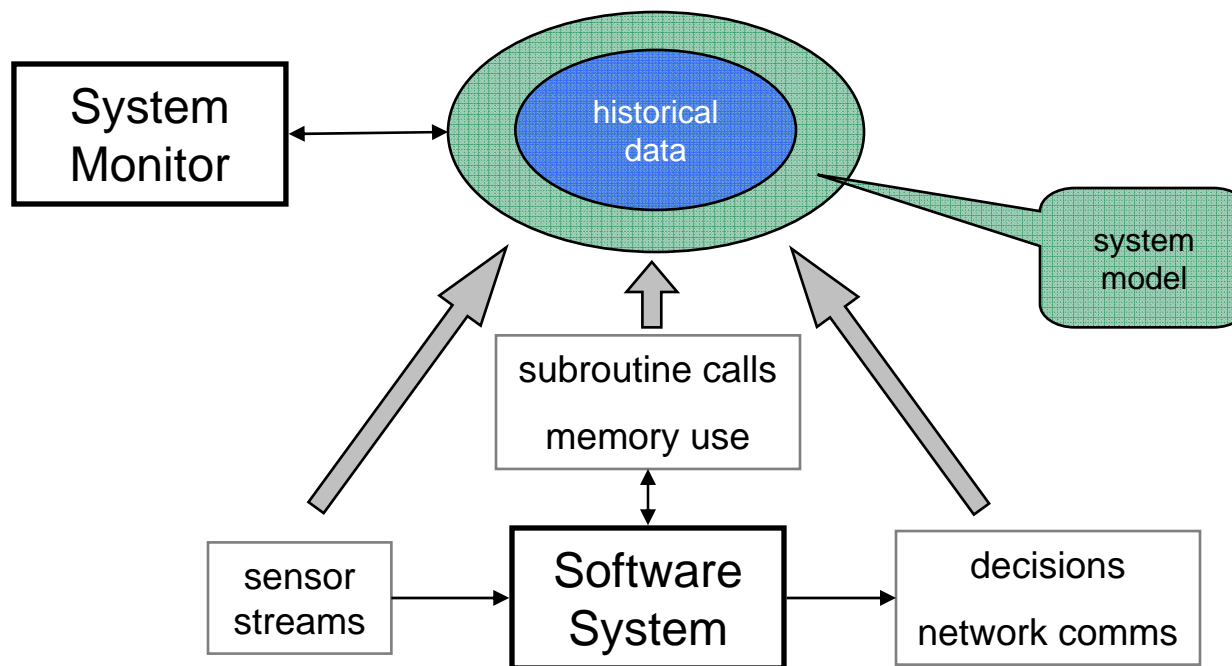 System
Monitor
historical
data
system
model
subroutine calls
memory use
sensor
streams
Software
System
decisions
network comms